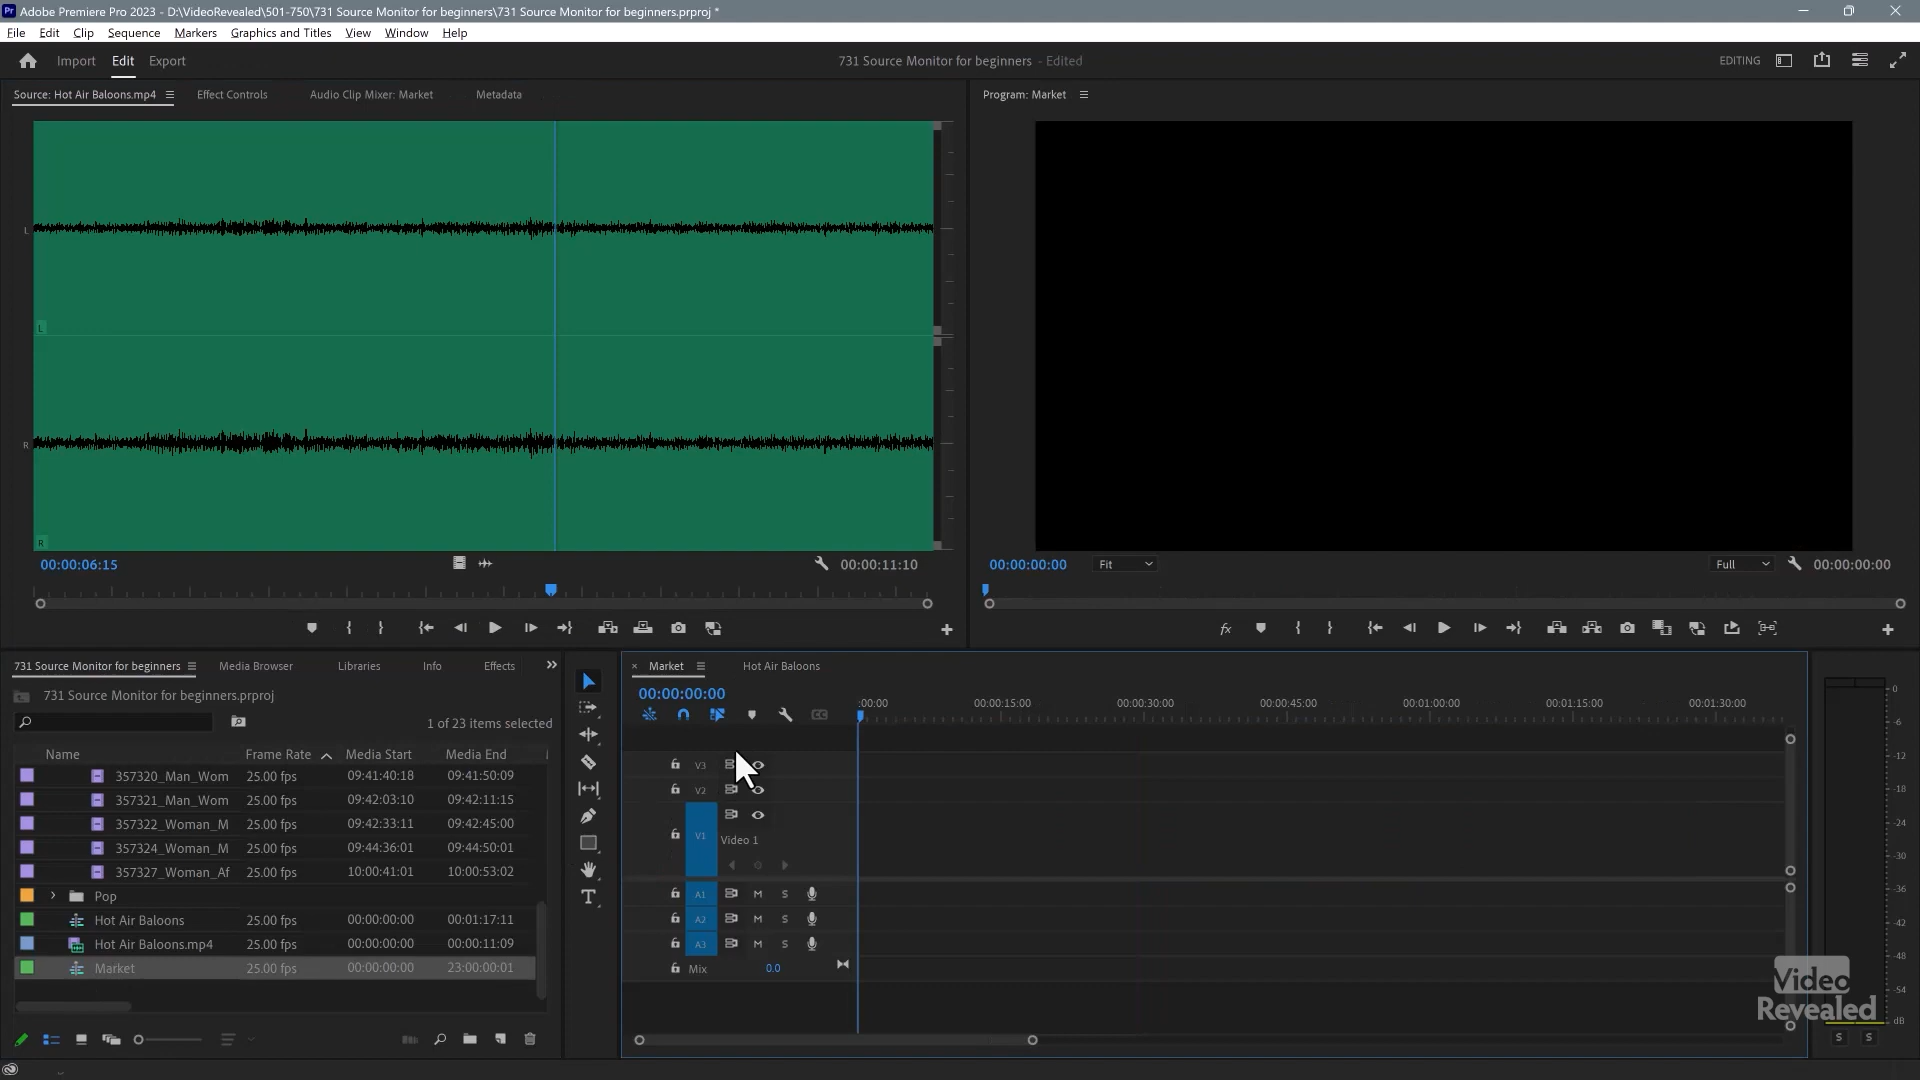 Adobe Premiere Pro 2023 - D:\VideoRevealed\501-750\731 Source Monitor for beginners\731 Source Monitor for beginners.prproj *
File Edit Clip Sequence Markers Graphics and Titles View Window Help
Import Edit Export 731 Source Monitor for beginners - Edited EDITING
Source: Hot Air Baloons.mp4 Effect Controls Audio Clip Mixer: Market Metadata Program: Market
L
L
R
R
00:00:06:15 00:00:11:10 00:00:00:00 Fit Full 00:00:00:00
fx
731 Source Monitor for beginners Media Browser Libraries Info Effects Market Hot Air Baloons
731 Source Monitor for beginners.prproj
1 of 23 items selected
Name Frame Rate Media Start Media End
357320_Man_Wom 25.00 fps 09:41:40:18 09:41:50:09
357321_Man_Wom 25.00 fps 09:42:03:10 09:42:11:15
357322_Woman_M 25.00 fps 09:42:33:11 09:42:45:00
357324_Woman_M 25.00 fps 09:44:36:01 09:44:50:01
357327_Woman_Af 25.00 fps 10:00:41:01 10:00:53:02
Pop
Hot Air Baloons 25.00 fps 00:00:00:00 00:01:17:11
Hot Air Baloons.mp4 25.00 fps 00:00:00:00 00:00:11:09
Market 25.00 fps 00:00:00:00 23:00:00:01
T
00:00:00:00
:00:00 00:00:15:00 00:00:30:00 00:00:45:00 00:01:00:00 00:01:15:00 00:01:30:00
CC
V3
V2
V1 Video 1
A1 M S
A2 M S
A3 M S
Mix 0.0
0
-6
-12
-18
-24
-30
-36
-42
-48
-54
dB
S S
Video
Revealed